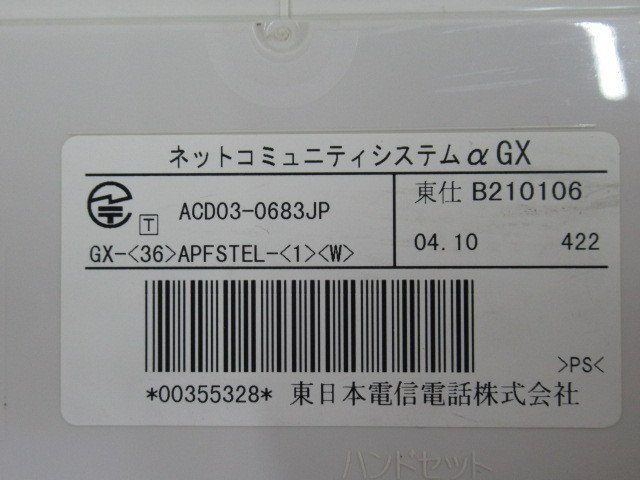 ネットコミュニティシステムα GX
T ACD03-0683JP
GX-<36>APFSTEL-<1><W>
東仕 B210106
04.10 422
>PS<
*00355328* 東日本電信電話株式会社
ハンドセット